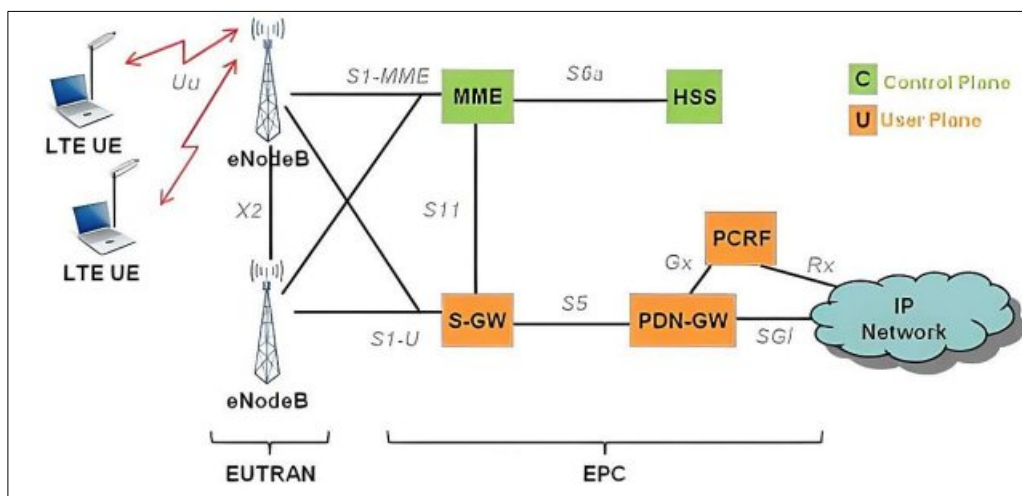 Uu
LTE UE
LTE UE
eNodeB
X2
eNodeB
S1-MME
MME
S6a
HSS
C Control Plane
U User Plane
S11
PCRF
Gx
Rx
S-GW
S5
PDN-GW
SGI
IP
Network
S1-U
EUTRAN
EPC